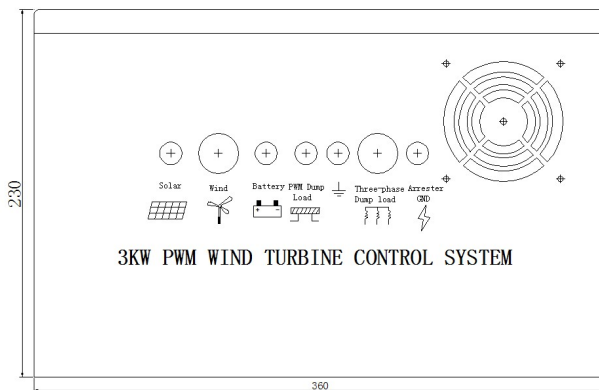 230
Solar
Wind
Battery
PWM Dump
Load
Three-phase
Dump load
Arrester
GND
+ -
3KW PWM WIND TURBINE CONTROL SYSTEM
360